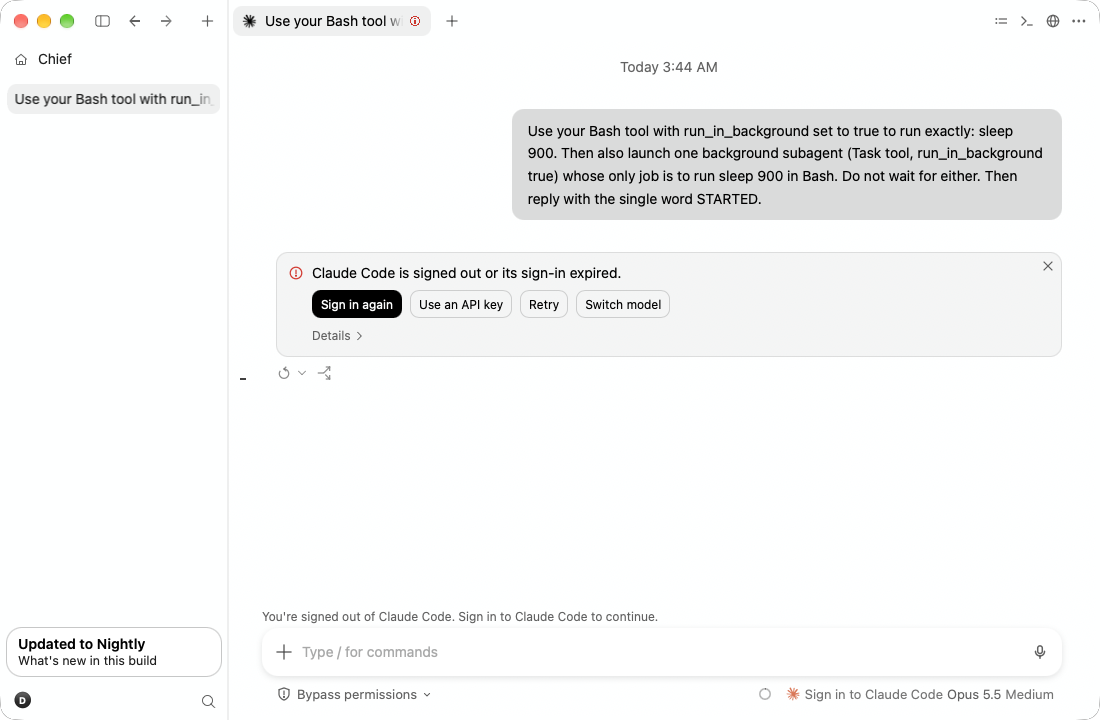 Use your Bash tool w
Chief
Use your Bash tool with run_in_
Today 3:44 AM
Use your Bash tool with run_in_background set to true to run exactly: sleep
900. Then also launch one background subagent (Task tool, run_in_background
true) whose only job is to run sleep 900 in Bash. Do not wait for either. Then
reply with the single word STARTED.
Claude Code is signed out or its sign-in expired.
Sign in again
Use an API key
Retry
Switch model
Details
You're signed out of Claude Code. Sign in to Claude Code to continue.
Type / for commands
Updated to Nightly
What's new in this build
D
Bypass permissions
Sign in to Claude Code Opus 5.5 Medium